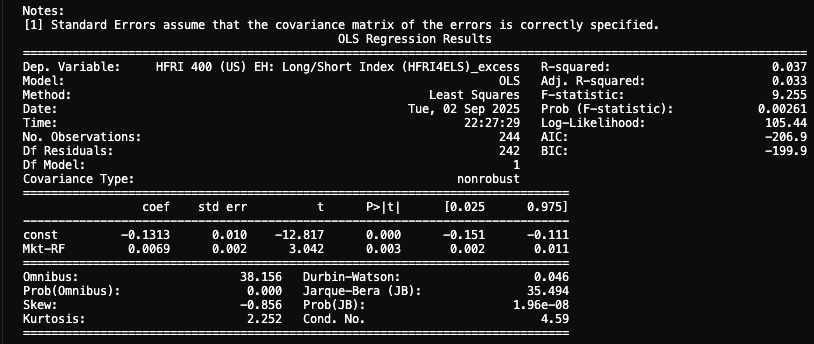 Notes:
[1] Standard Errors assume that the covariance matrix of the errors is correctly specified.
OLS Regression Results
Dep. Variable: HFRI 400 (US) EH: Long/Short Index (HFRI4ELS)_excess R-squared: 0.037
Model: OLS Adj. R-squared: 0.033
Method: Least Squares F-statistic: 9.255
Date: Tue, 02 Sep 2025 Prob (F-statistic): 0.00261
Time: 22:27:29 Log-Likelihood: 105.44
No. Observations: 244 AIC: -206.9
Df Residuals: 242 BIC: -199.9
Df Model: 1
Covariance Type: nonrobust
coef std err t P>|t| [0.025 0.975]
const -0.1313 0.010 -12.817 0.000 -0.151 -0.111
Mkt-RF 0.0069 0.002 3.042 0.003 0.002 0.011
Omnibus: 38.156 Durbin-Watson: 0.046
Prob(Omnibus): 0.000 Jarque-Bera (JB): 35.494
Skew: -0.856 Prob(JB): 1.96e-08
Kurtosis: 2.252 Cond. No. 4.59